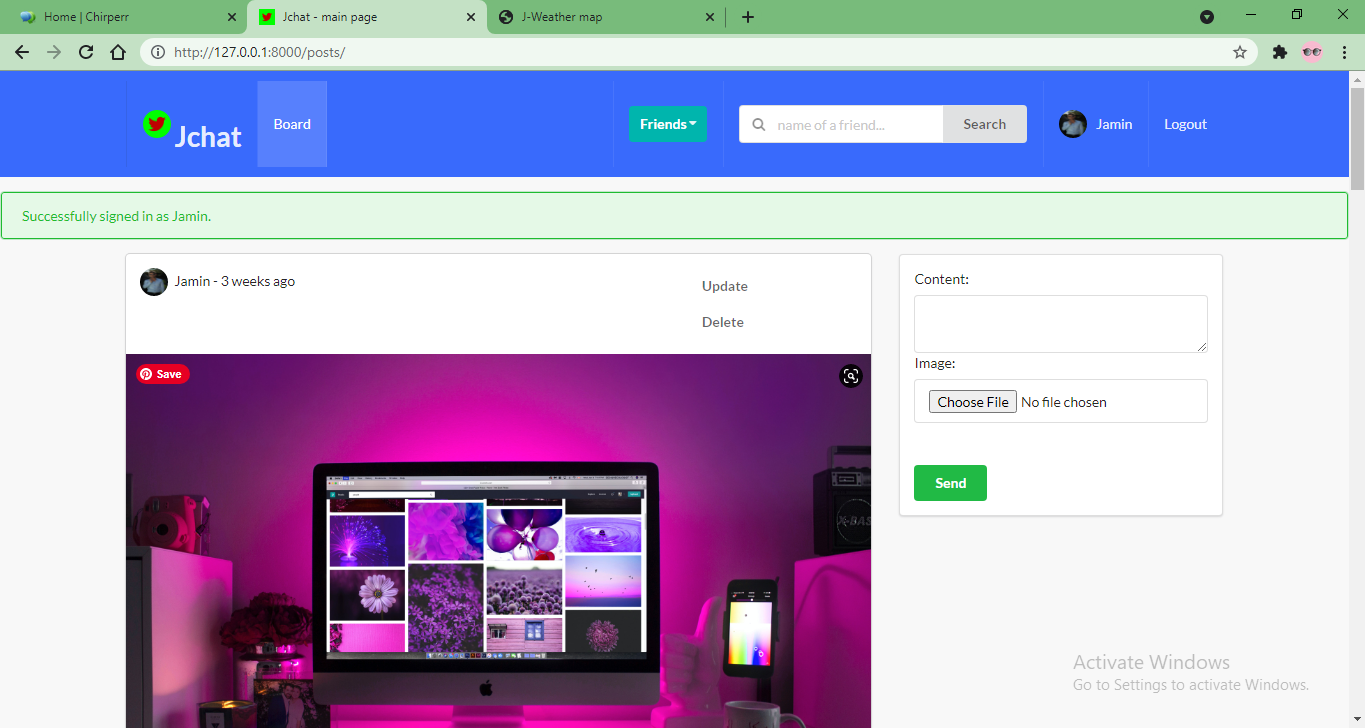 Home | Chirperr
Jchat - main page
J-Weather map
http://127.0.0.1:8000/posts/
Jchat
Board
Friends
name of a friend...
Search
Jamin
Logout
Successfully signed in as Jamin.
Jamin - 3 weeks ago
Update
Delete
Content:
Image:
Choose File No file chosen
Send
Save
X-BAS
Activate Windows
Go to Settings to activate Windows.